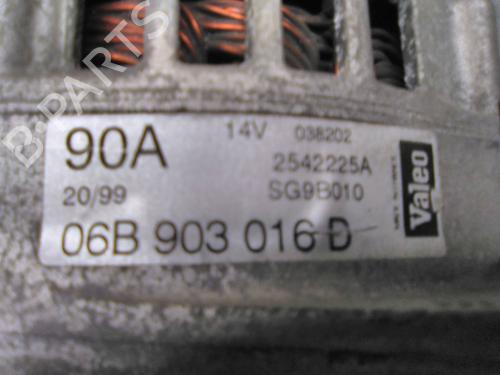 B-PARTS
90A
14V 038202
2542225A
20/99 SG9B010
06B 903 016 D
Valeo